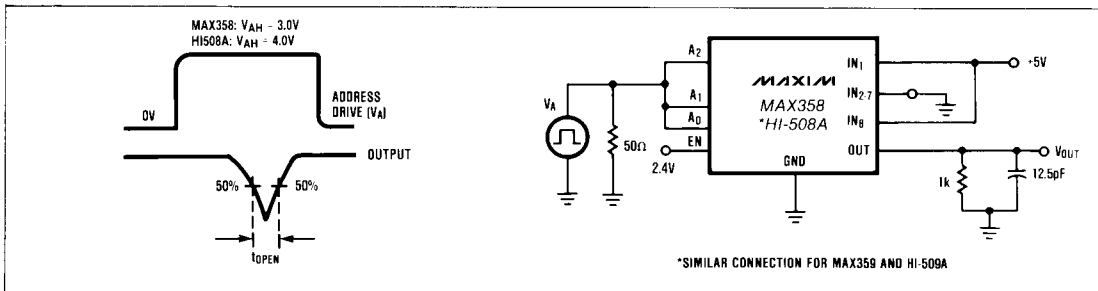 MAX358: VAH - 3.0V
HI508A: VAH = 4.0V
0V
ADDRESS
DRIVE (VA)
OUTPUT
50%
50%
tOPEN
VA
50Ω
A2
A1
A0
EN
2.4V
MAXIM
MAX358
*HI-508A
GND
IN1
IN2-7
IN8
OUT
+5V
VOUT
1k
12.5pF
*SIMILAR CONNECTION FOR MAX359 AND HI-509A